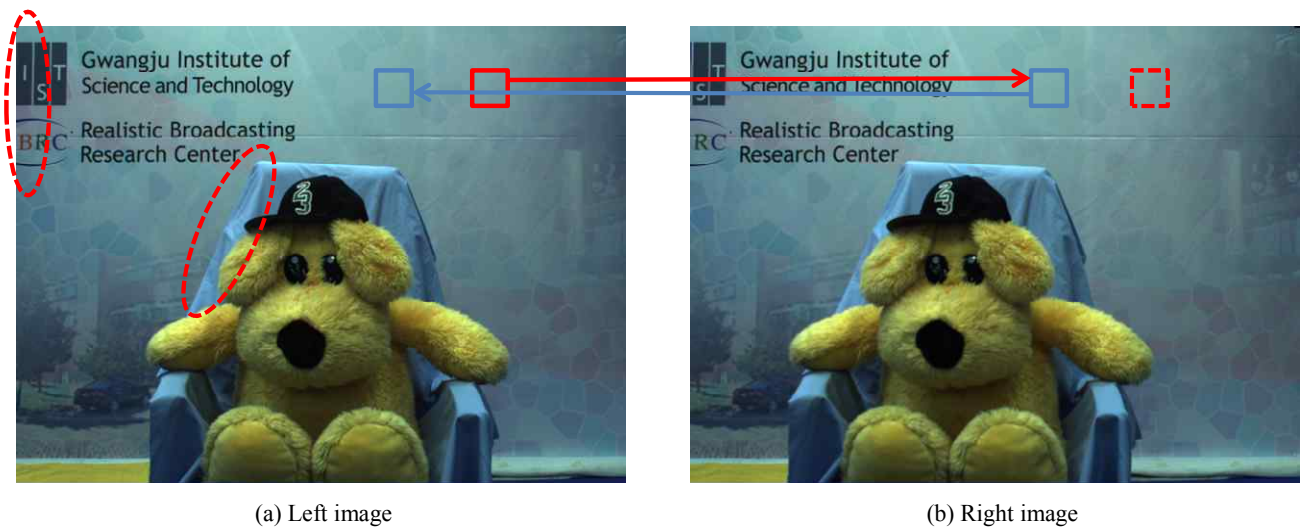 I S T
Gwangju Institute of
Science and Technology
BRC
Realistic Broadcasting
Research Center
23
T
S
Gwangju Institute of
Science and Technology
RC
Realistic Broadcasting
Research Center
23
(a) Left image
(b) Right image